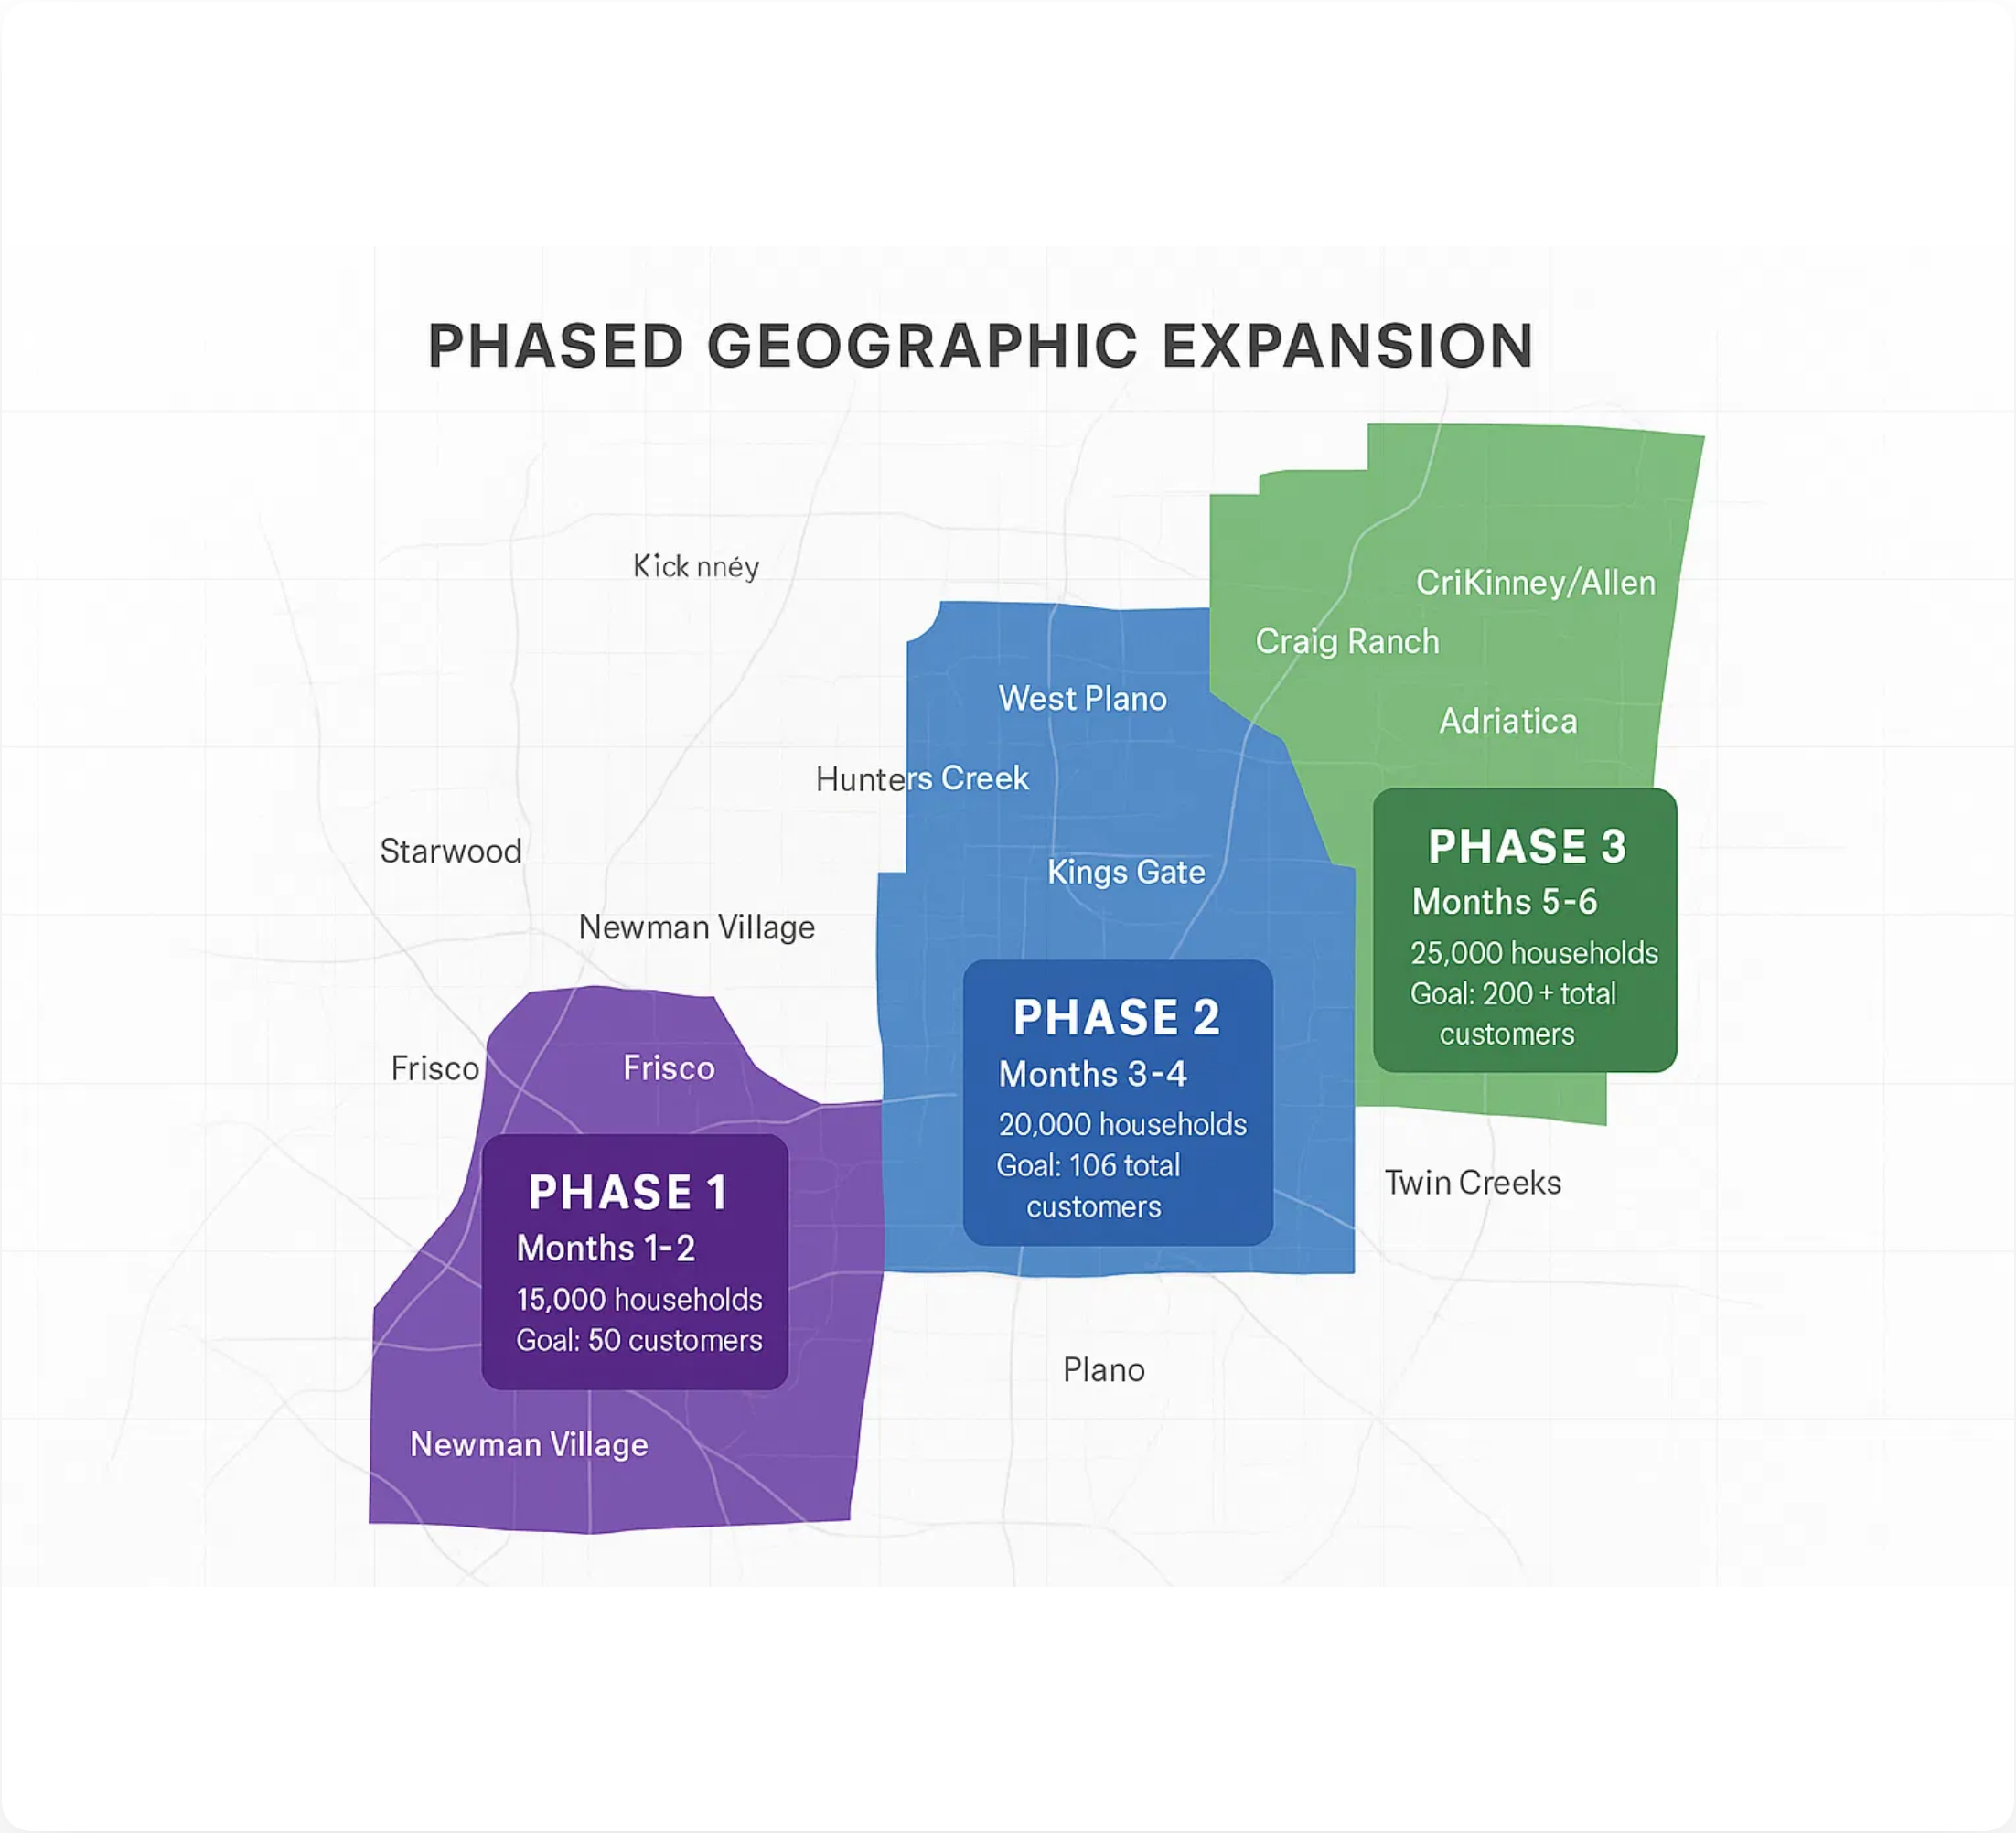 PHASED GEOGRAPHIC EXPANSION
Kick nnéy
CriKinney/Allen
Craig Ranch
West Plano
Adriatica
Hunters Creek
Starwood
Kings Gate
Newman Village
PHASE 3
Months 5-6
25,000 households
Goal: 200 + total
customers
Frisco
Frisco
PHASE 2
Months 3-4
20,000 households
Goal: 106 total
customers
PHASE 1
Months 1-2
15,000 households
Goal: 50 customers
Twin Creeks
Plano
Newman Village